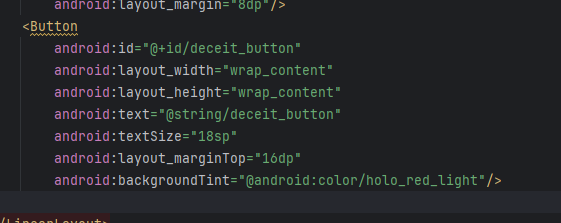 android:layout_margin="8dp"/>
<Button
android:id="@+id/deceit_button"
android:layout_width="wrap_content"
android:layout_height="wrap_content"
android:text="@string/deceit_button"
android:textSize="18sp"
android:layout_marginTop="16dp"
android:backgroundTint="@android:color/holo_red_light"/>
/LinearLayout>